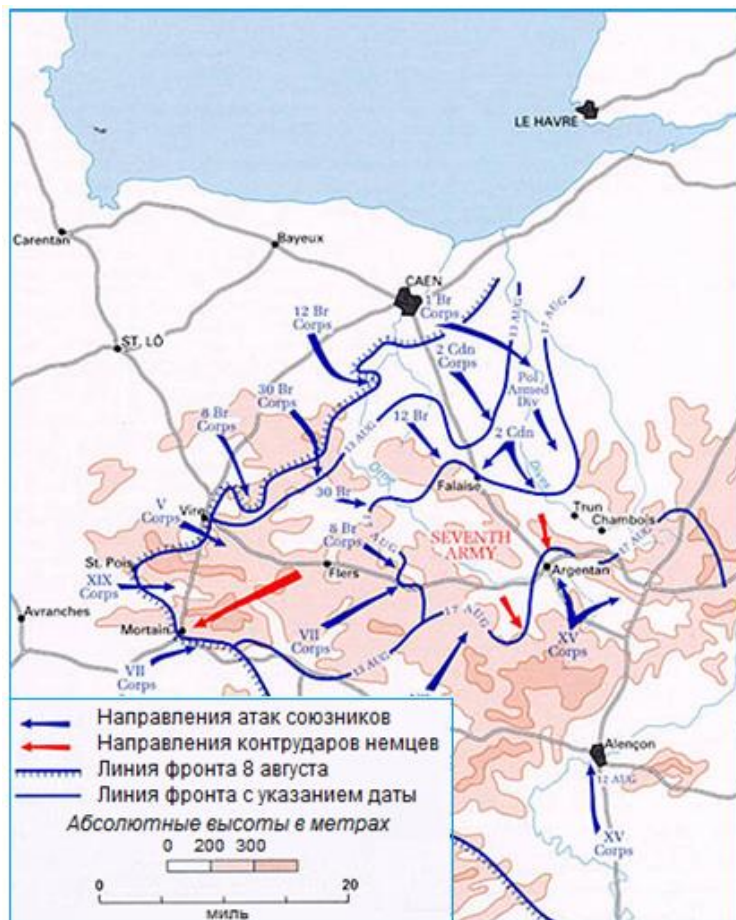 LE HAVRE
Carentan
Bayeux
CAEN
1 Br
Corps
13 AUG
17 AUG
12 Br
Corps
ST. LÔ
2 Cdn
Corps
Pol
Armed
Div
30 Br
Corps
8 Br
Corps
12 Br
2 Cdn
13 AUG
Orne
Dives
Falaise
V
Corps
Vire
30 Br
Trun
Chambois
17 AUG
SEVENTH
ARMY
8 Br
Corps
17 AUG
St. Pois
Flers
Argentan
XIX
Corps
Avranches
Mortain
VII
Corps
17 AUG
XV
Corps
VII
Corps
13 AUG
Направления атак союзников
Направления контрударов немцев
Линия фронта 8 августа
Линия фронта с указанием даты
Абсолютные высоты в метрах
0 200 300
0 20
миль
Alençon
12 AUG
XV
Corps